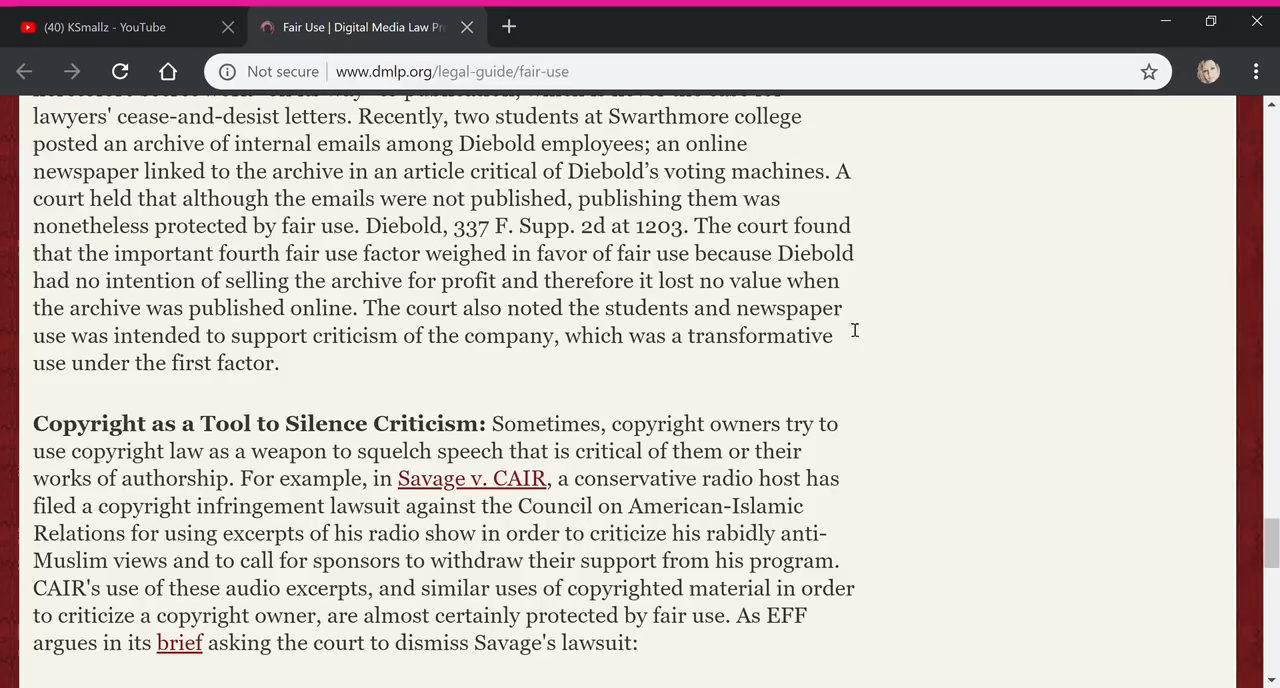 (40) KSmallz - YouTube
Fair Use | Digital Media Law Pr
Not secure
www.dmlp.org/legal-guide/fair-use
lawyers' cease-and-desist letters. Recently, two students at Swarthmore college
posted an archive of internal emails among Diebold employees; an online
newspaper linked to the archive in an article critical of Diebold’s voting machines. A
court held that although the emails were not published, publishing them was
nonetheless protected by fair use. Diebold, 337 F. Supp. 2d at 1203. The court found
that the important fourth fair use factor weighed in favor of fair use because Diebold
had no intention of selling the archive for profit and therefore it lost no value when
the archive was published online. The court also noted the students and newspaper
use was intended to support criticism of the company, which was a transformative
use under the first factor.
Copyright as a Tool to Silence Criticism: Sometimes, copyright owners try to
use copyright law as a weapon to squelch speech that is critical of them or their
works of authorship. For example, in Savage v. CAIR, a conservative radio host has
filed a copyright infringement lawsuit against the Council on American-Islamic
Relations for using excerpts of his radio show in order to criticize his rabidly anti-
Muslim views and to call for sponsors to withdraw their support from his program.
CAIR's use of these audio excerpts, and similar uses of copyrighted material in order
to criticize a copyright owner, are almost certainly protected by fair use. As EFF
argues in its brief asking the court to dismiss Savage's lawsuit: